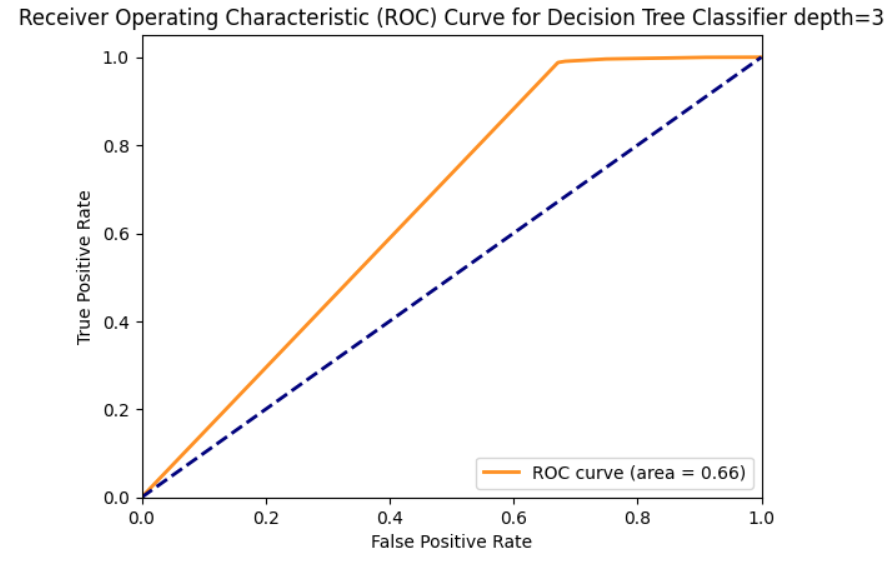 Receiver Operating Characteristic (ROC) Curve for Decision Tree Classifier depth=3
1.0
0.8
0.6
0.4
0.2
0.0
True Positive Rate
ROC curve (area = 0.66)
0.0 0.2 0.4 0.6 0.8 1.0
False Positive Rate